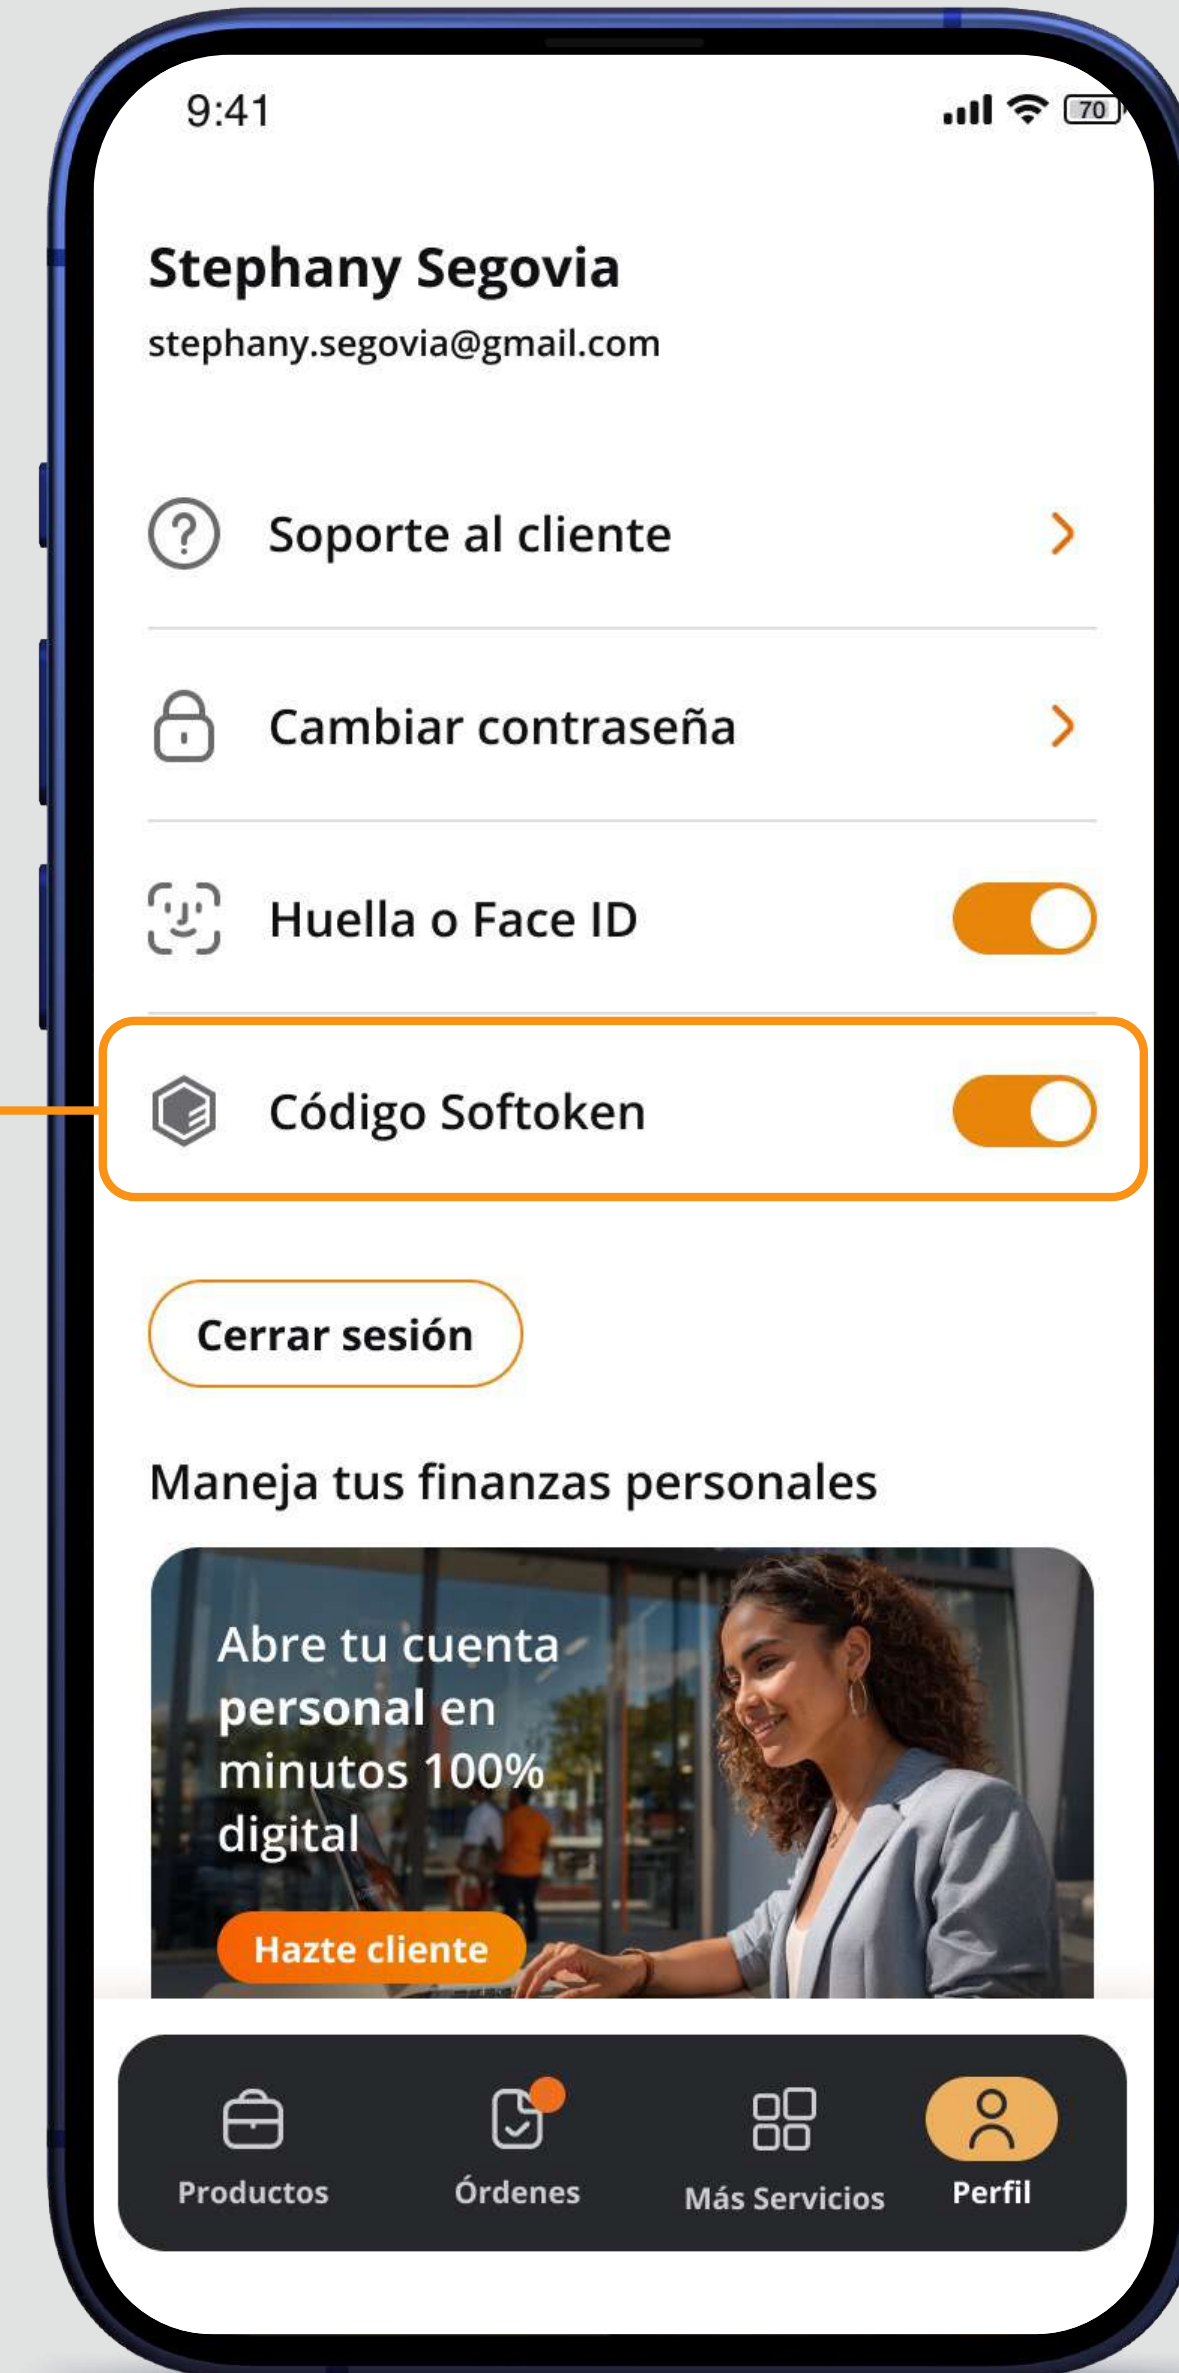 9:41
70
Stephany Segovia
stephany.segovia@gmail.com
Soporte al cliente
Cambiar contraseña
Huella o Face ID
Código Softoken
Cerrar sesión
Maneja tus finanzas personales
Abre tu cuenta
personal en
minutos 100%
digital
Hazte cliente
Productos
Órdenes
Más Servicios
Perfil